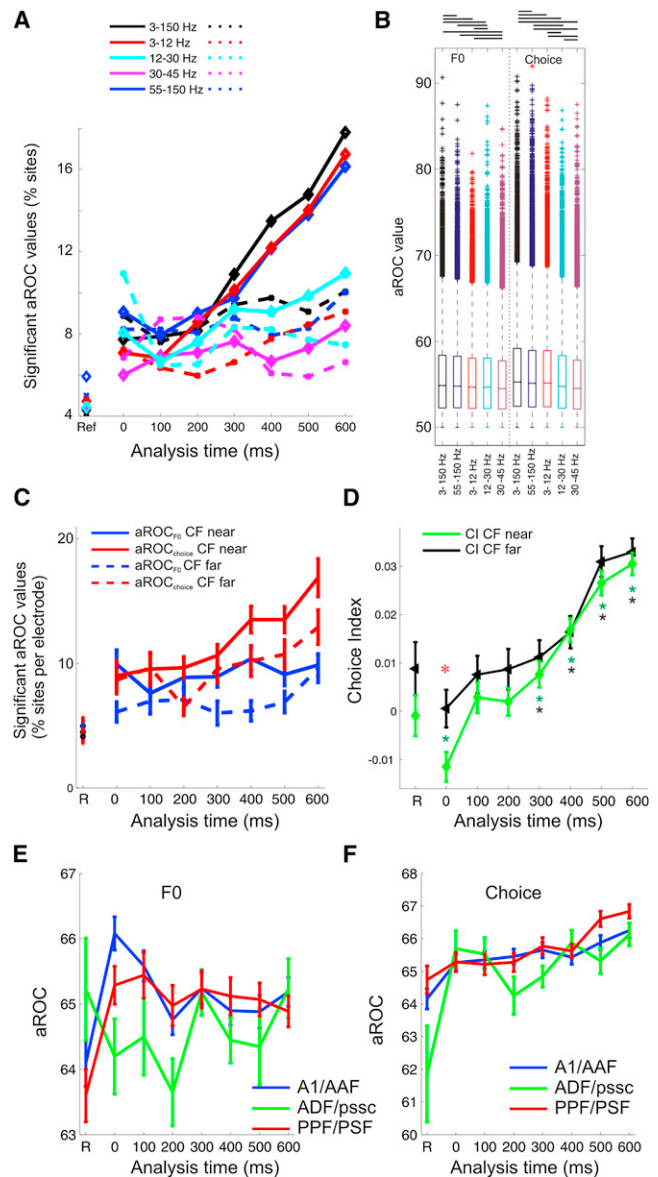 A
3-150 Hz
3-12 Hz
12-30 Hz
30-45 Hz
55-150 Hz
Significant aROC values (% sites)
16
12
8
4
Ref
0 100 200 300 400 500 600
Analysis time (ms)
B
F0 Choice
aROC value
90
80
70
60
50
3-150 Hz
55-150 Hz
3-12 Hz
12-30 Hz
30-45 Hz
3-150 Hz
55-150 Hz
3-12 Hz
12-30 Hz
30-45 Hz
C
aROCF0 CF near
aROCchoice CF near
aROCF0 CF far
aROCchoice CF far
Significant aROC values
(% sites per electrode)
20
10
0
R 0 100 200 300 400 500 600
Analysis time (ms)
D
CI CF near
CI CF far
Choice Index
0.03
0.02
0.01
0
-0.01
* * * * * * * * * *
R 0 100 200 300 400 500 600
Analysis time (ms)
E
F0
aROC
67
66
65
64
63
A1/AAF
ADF/pssc
PPF/PSF
R 0 100 200 300 400 500 600
Analysis time (ms)
F
Choice
aROC
68
67
66
65
64
63
62
61
60
A1/AAF
ADF/pssc
PPF/PSF
R 0 100 200 300 400 500 600
Analysis time (ms)